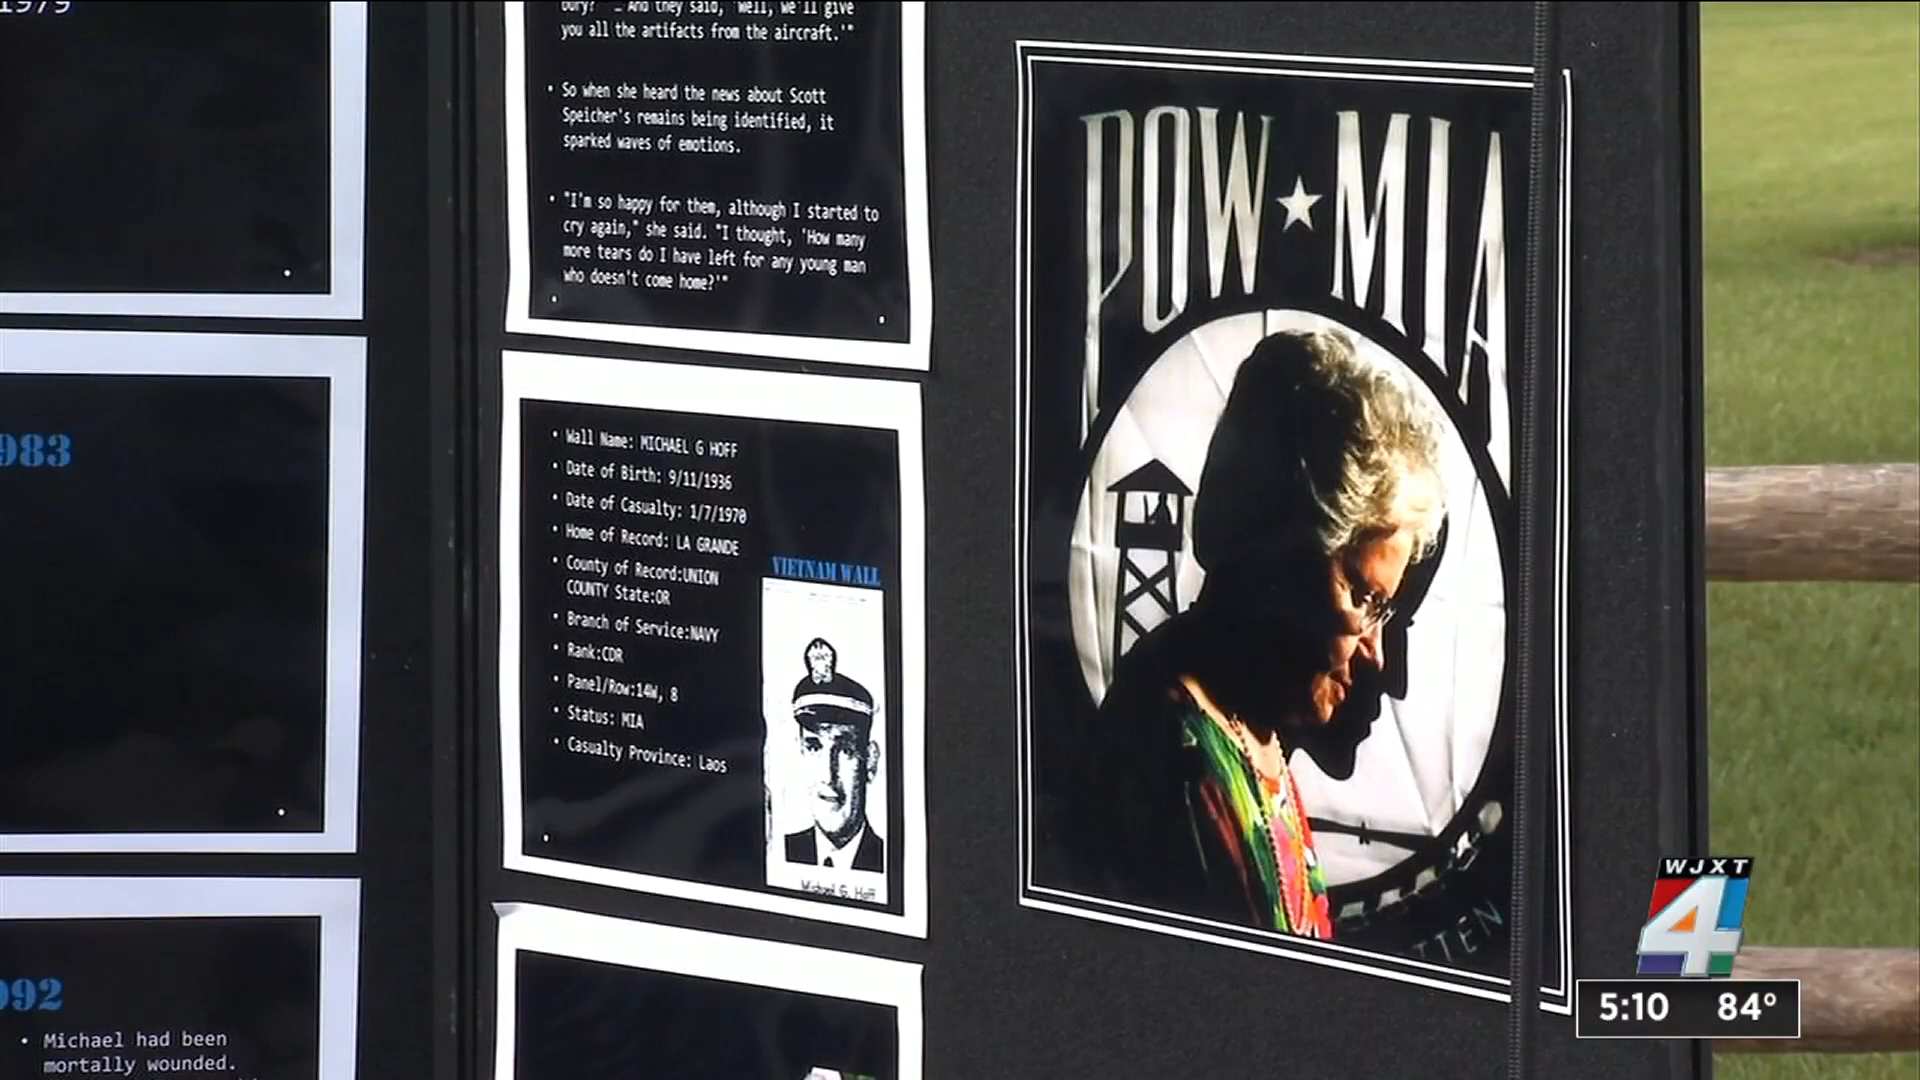 1979
983
992
• Michael had been
mortally wounded.
bury?' … And they said, 'Well, we'll give
you all the artifacts from the aircraft.'"
• So when she heard the news about Scott
Speicher's remains being identified, it
sparked waves of emotions.
• "I'm so happy for them, although I started to
cry again," she said. "I thought, 'How many
more tears do I have left for any young man
who doesn't come home?'"
• Wall Name: MICHAEL G HOFF
• Date of Birth: 9/11/1936
• Date of Casualty: 1/7/1970
• Home of Record: LA GRANDE
• County of Record:UNION
COUNTY State:OR
• Branch of Service:NAVY
• Rank:CDR
• Panel/Row:14W, 8
• Status: MIA
• Casualty Province: Laos
VIETNAM WALL
Michael G. Hoff
POW★MIA
TTEN
WJXT
4
5:10 84°